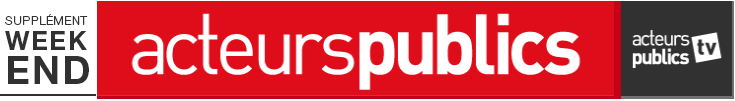 SUPPLÉMENT
WEEK
END
acteurspublics
acteurs
publics tv